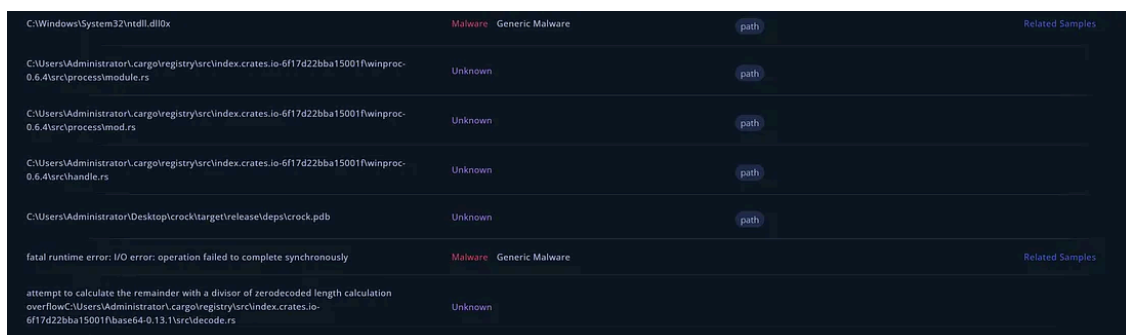 C:\Windows\System32\ntdll.dll0x Malware Generic Malware path Related Samples
C:\Users\Administrator\.cargo\registry\src\index.crates.io-6f17d22bba15001f\winproc-
0.6.4\src\process\module.rs Unknown path
C:\Users\Administrator\.cargo\registry\src\index.crates.io-6f17d22bba15001f\winproc-
0.6.4\src\process\mod.rs Unknown path
C:\Users\Administrator\.cargo\registry\src\index.crates.io-6f17d22bba15001f\winproc-
0.6.4\src\handle.rs Unknown path
C:\Users\Administrator\Desktop\crock\target\release\deps\crock.pdb Unknown path
fatal runtime error: I/O error: operation failed to complete synchronously Malware Generic Malware Related Samples
attempt to calculate the remainder with a divisor of zerodecoded length calculation
overflowC:\Users\Administrator\.cargo\registry\src\index.crates.io- Unknown
6f17d22bba15001f\base64-0.13.1\src\decode.rs